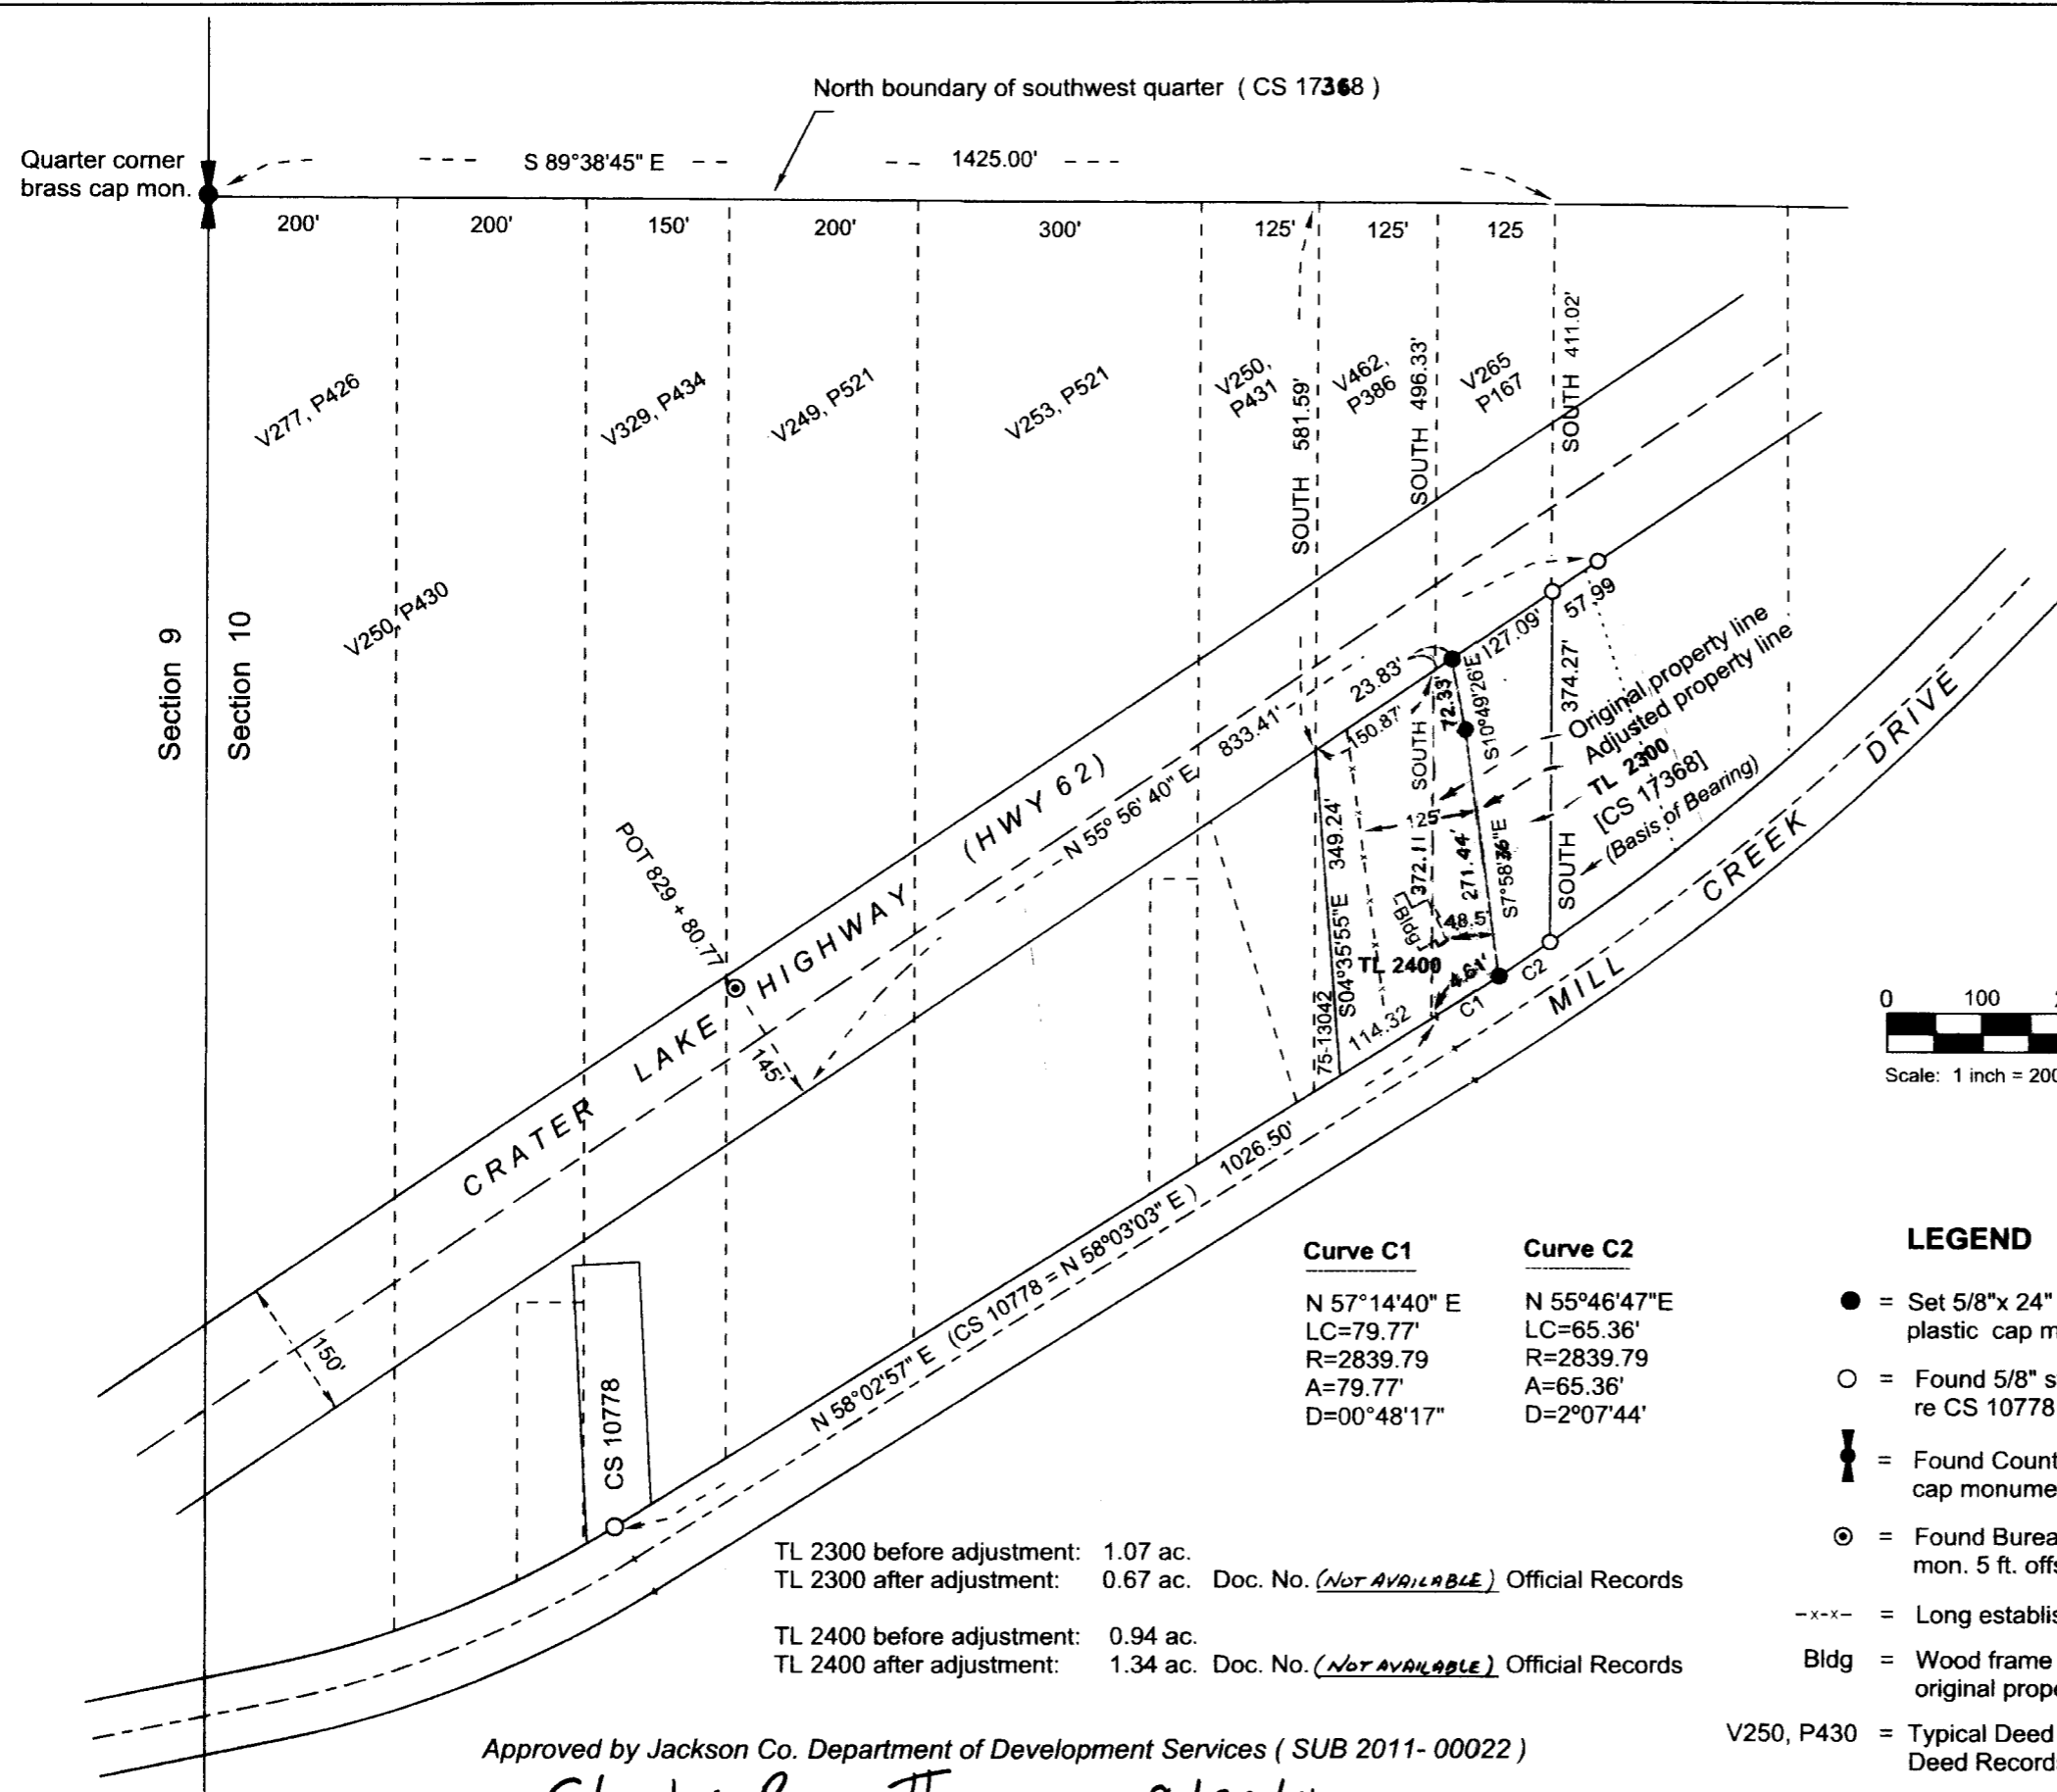 North boundary of southwest quarter ( CS 17368 )
Quarter corner
brass cap mon.
S 89°38'45" E
1425.00'
200'
200'
150'
200'
300'
125'
125'
125
V277, P426
V250, P430
V329, P434
V249, P521
V253, P521
V250,
P431
V462,
P386
V265
P167
SOUTH 581.59'
SOUTH 496.33'
SOUTH 411.02'
Section 9
Section 10
CRATER LAKE HIGHWAY (HWY 62)
POT 829 + 80.77
145'
150'
N 55° 56' 40" E
833.41'
23.83'
150.87'
127.09'
57.99
72.33'
S10°49'26"E
SOUTH
374.27'
SOUTH
372.11
125'
271.44'
S7°58'36"E
Bldg
48.5'
4.61'
TL 2400
S04°35'55"E 349.24'
75-13042
114.32
C1
C2
Original property line
Adjusted property line
TL 2300
[CS 17368]
(Basis of Bearing)
MILL CREEK DRIVE
1026.50'
N 58°02'57" E (CS 10778 = N 58°03'03" E )
CS 10778
0 100
Scale: 1 inch = 200
Curve C1
N 57°14'40" E
LC=79.77'
R=2839.79
A=79.77'
D=00°48'17"
Curve C2
N 55°46'47"E
LC=65.36'
R=2839.79
A=65.36'
D=2°07'44'
LEGEND
= Set 5/8"x 24"
plastic cap m
= Found 5/8" s
re CS 10778
= Found Count
cap monume
= Found Burea
mon. 5 ft. offs
-x-x- = Long establis
Bldg = Wood frame
original prope
V250, P430 = Typical Deed
Deed Record
TL 2300 before adjustment: 1.07 ac.
TL 2300 after adjustment: 0.67 ac. Doc. No. (NOT AVAILABLE) Official Records
TL 2400 before adjustment: 0.94 ac.
TL 2400 after adjustment: 1.34 ac. Doc. No. (NOT AVAILABLE) Official Records
Approved by Jackson Co. Department of Development Services ( SUB 2011- 00022 )